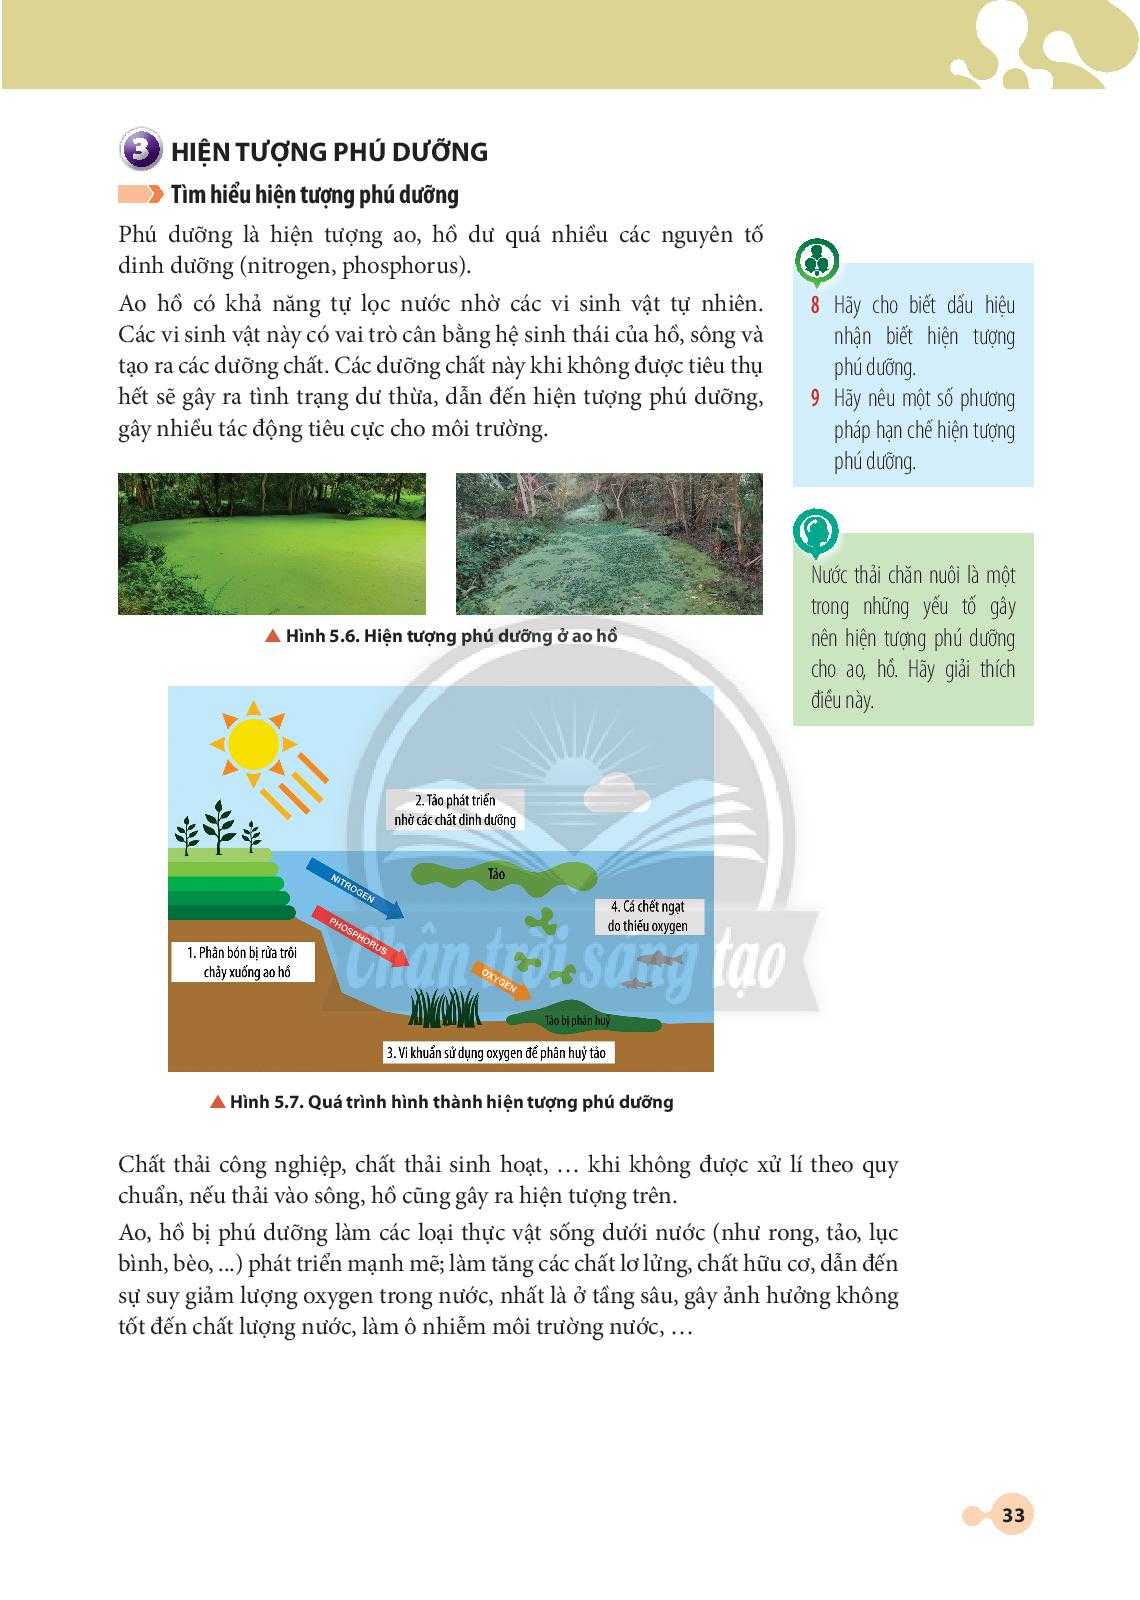 3 HIỆN TƯỢNG PHÚ DƯỠNG
Tìm hiểu hiện tượng phú dưỡng
Phú dưỡng là hiện tượng ao, hồ dư quá nhiều các nguyên tố
dinh dưỡng (nitrogen, phosphorus).
Ao hồ có khả năng tự lọc nước nhờ các vi sinh vật tự nhiên.
Các vi sinh vật này có vai trò cân bằng hệ sinh thái của hồ, sông và
tạo ra các dưỡng chất. Các dưỡng chất này khi không được tiêu thụ
hết sẽ gây ra tình trạng dư thừa, dẫn đến hiện tượng phú dưỡng,
gây nhiều tác động tiêu cực cho môi trường.
8 Hãy cho biết dấu hiệu
nhận biết hiện tượng
phú dưỡng.
9 Hãy nêu một số phương
pháp hạn chế hiện tượng
phú dưỡng.
Nước thải chăn nuôi là một
trong những yếu tố gây
nên hiện tượng phú dưỡng
cho ao, hồ. Hãy giải thích
điều này.
▲ Hình 5.6. Hiện tượng phú dưỡng ở ao hồ
2. Tảo phát triển
nhờ các chất dinh dưỡng
NITROGEN
Tảo
PHOSPHORUS
4. Cá chết ngạt
do thiếu oxygen
1. Phân bón bị rửa trôi
chảy xuống ao hồ
Chân trời sáng tạo
OXYGEN
Tảo bị phân huỷ
3. Vi khuẩn sử dụng oxygen để phân huỷ tảo
▲ Hình 5.7. Quá trình hình thành hiện tượng phú dưỡng
Chất thải công nghiệp, chất thải sinh hoạt, … khi không được xử lí theo quy
chuẩn, nếu thải vào sông, hồ cũng gây ra hiện tượng trên.
Ao, hồ bị phú dưỡng làm các loại thực vật sống dưới nước (như rong, tảo, lục
bình, bèo, ...) phát triển mạnh mẽ; làm tăng các chất lơ lửng, chất hữu cơ, dẫn đến
sự suy giảm lượng oxygen trong nước, nhất là ở tầng sâu, gây ảnh hưởng không
tốt đến chất lượng nước, làm ô nhiễm môi trường nước, …
33